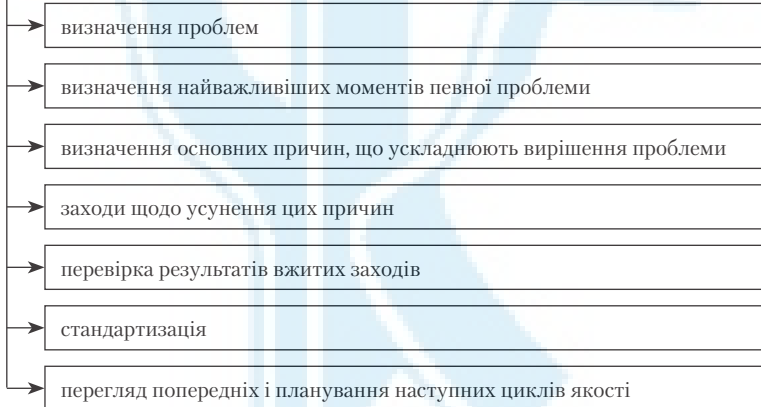 визначення проблем
визначення найважливіших моментів певної проблеми
визначення основних причин, що ускладнюють вирішення проблеми
заходи щодо усунення цих причин
перевірка результатів вжитих заходів
стандартизація
перегляд попередніх і планування наступних циклів якості